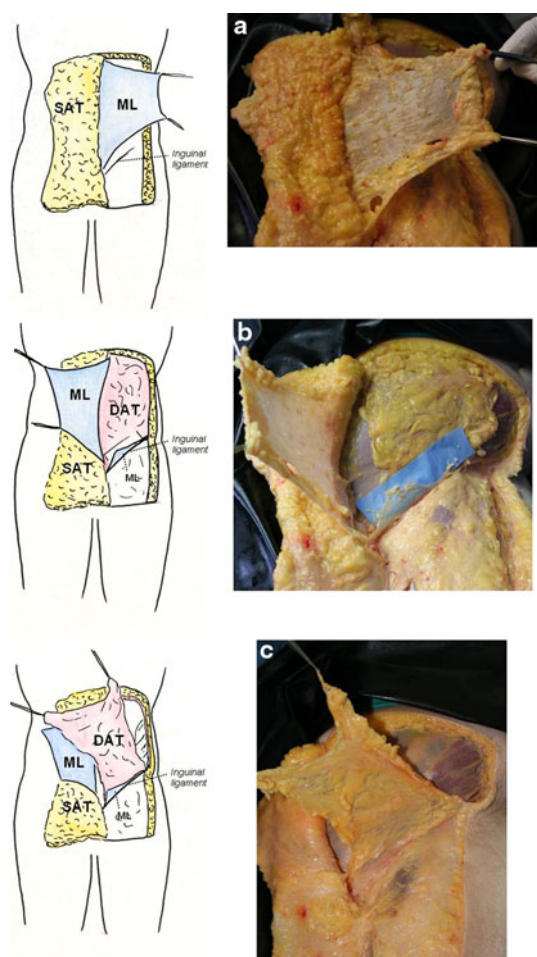 a
SAT
ML
Inguinal
ligament
b
ML
DAT
SAT
Inguinal
ligament
ML
c
DAT
ML
SAT
Inguinal
ligament
ML